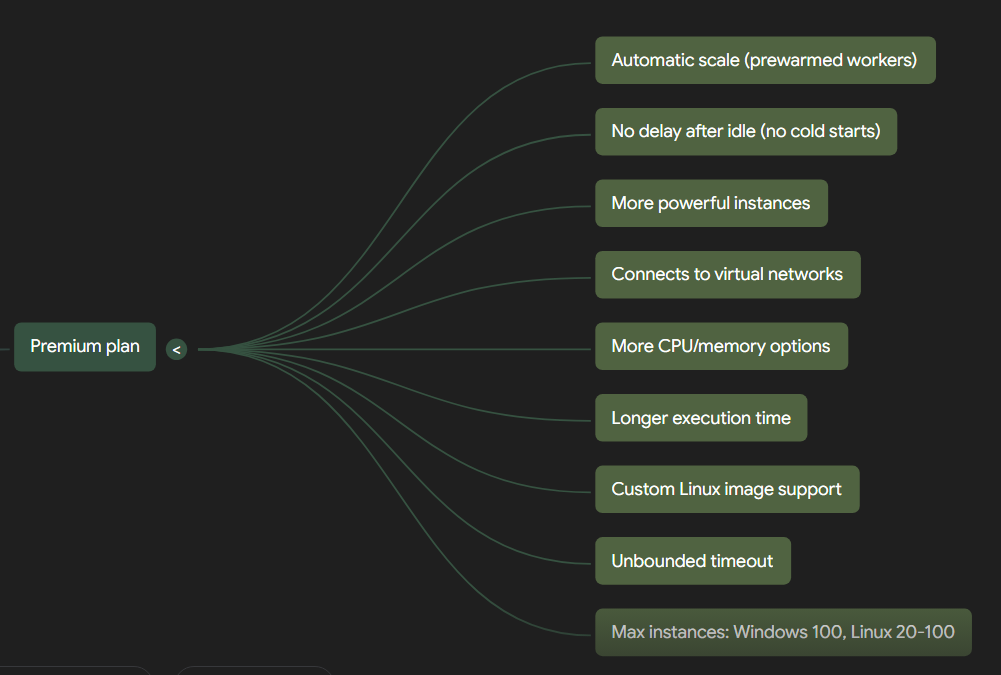 Automatic scale (prewarmed workers)
No delay after idle (no cold starts)
More powerful instances
Connects to virtual networks
Premium plan
<
More CPU/memory options
Longer execution time
Custom Linux image support
Unbounded timeout
Max instances: Windows 100, Linux 20-100